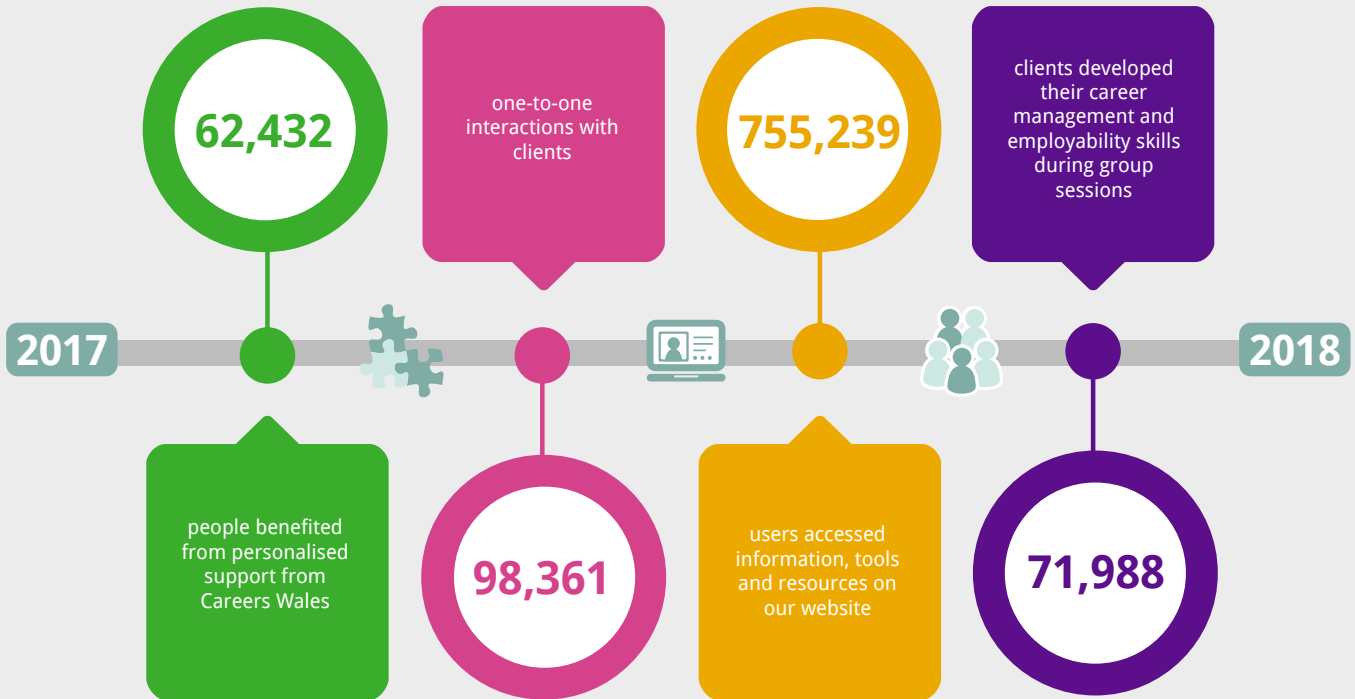 2017
62,432
people benefited
from personalised
support from
Careers Wales
one-to-one
interactions with
clients
98,361
755,239
users accessed
information, tools
and resources on
our website
clients developed
their career
management and
employability skills
during group
sessions
71,988
2018